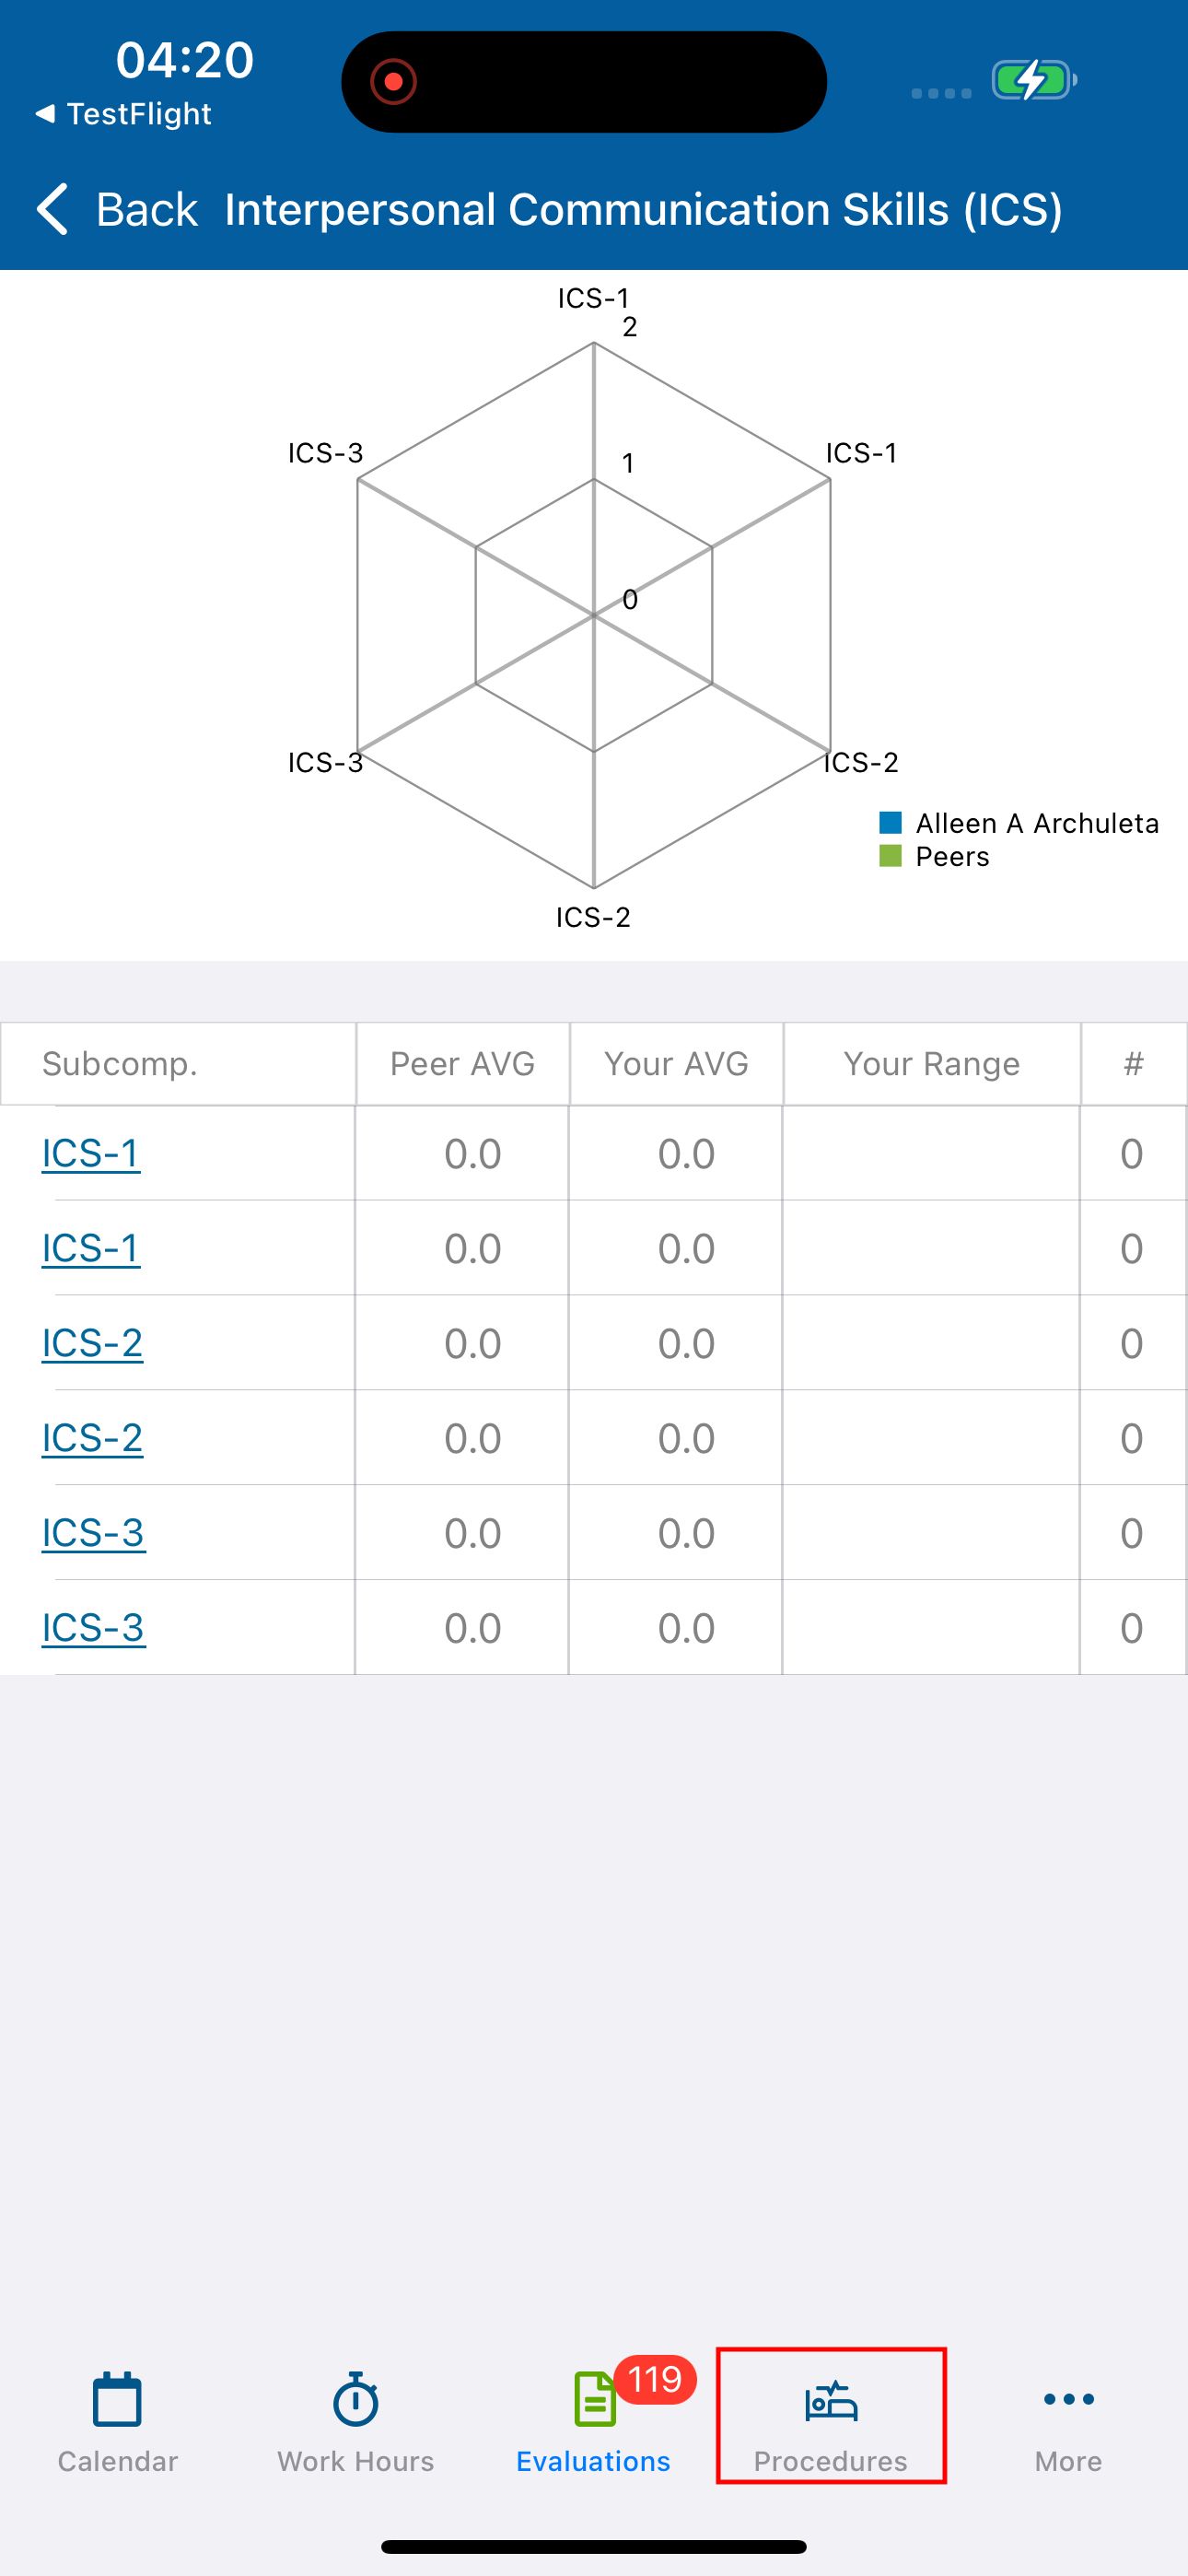 04:20
◀ TestFlight
Back Interpersonal Communication Skills (ICS)
ICS-1
2
ICS-3
1
ICS-1
0
ICS-3
ICS-2
Alleen A Archuleta
Peers
ICS-2
Subcomp. Peer AVG Your AVG Your Range #
ICS-1 0.0 0.0 0
ICS-1 0.0 0.0 0
ICS-2 0.0 0.0 0
ICS-2 0.0 0.0 0
ICS-3 0.0 0.0 0
ICS-3 0.0 0.0 0
119
Calendar Work Hours Evaluations Procedures More